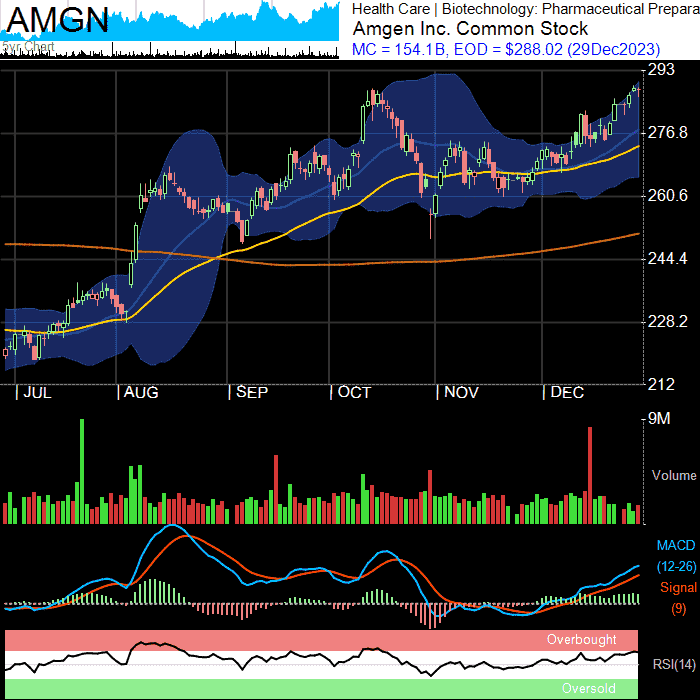 AMGN
5yr Chart
Health Care | Biotechnology: Pharmaceutical Prepara
Amgen Inc. Common Stock
MC = 154.1B, EOD = $288.02 (29Dec2023)
293
276.8
260.6
244.4
228.2
212
| JUL | AUG | SEP | OCT | NOV | DEC
9M
Volume
MACD
(12-26)
Signal
(9)
Overbought
RSI(14)
Oversold